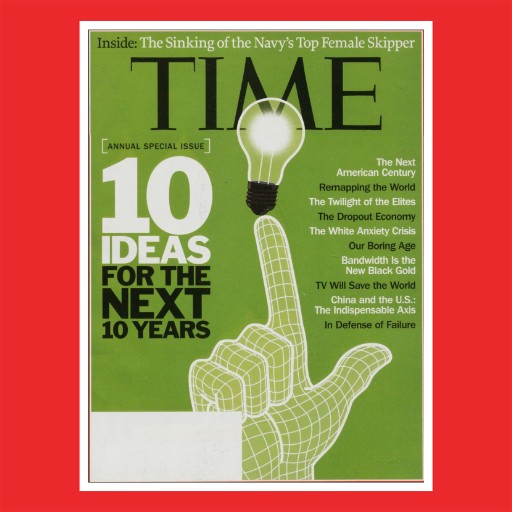 Inside: The Sinking of the Navy's Top Female Skipper
TIME
[ANNUAL SPECIAL ISSUE]
10
IDEAS
FOR THE
NEXT
10 YEARS
The Next
American Century
Remapping the World
The Twilight of the Elites
The Dropout Economy
The White Anxiety Crisis
Our Boring Age
Bandwidth Is the
New Black Gold
TV Will Save the World
China and the U.S.:
The Indispensable Axis
In Defense of Failure